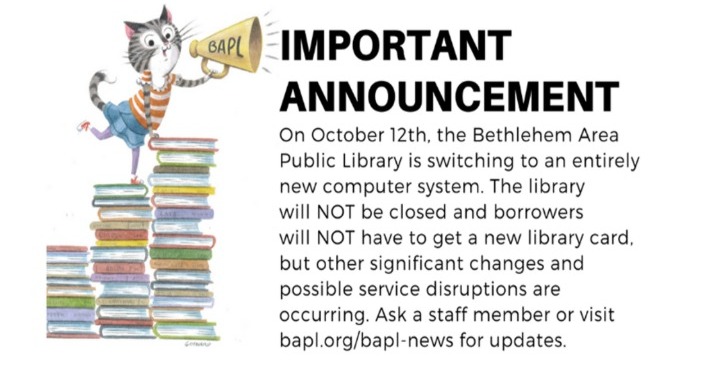 BAPL
IMPORTANT
ANNOUNCEMENT
On October 12th, the Bethlehem Area
Public Library is switching to an entirely
new computer system. The library
will NOT be closed and borrowers
will NOT have to get a new library card,
but other significant changes and
possible service disruptions are
occurring. Ask a staff member or visit
bapl.org/bapl-news for updates.